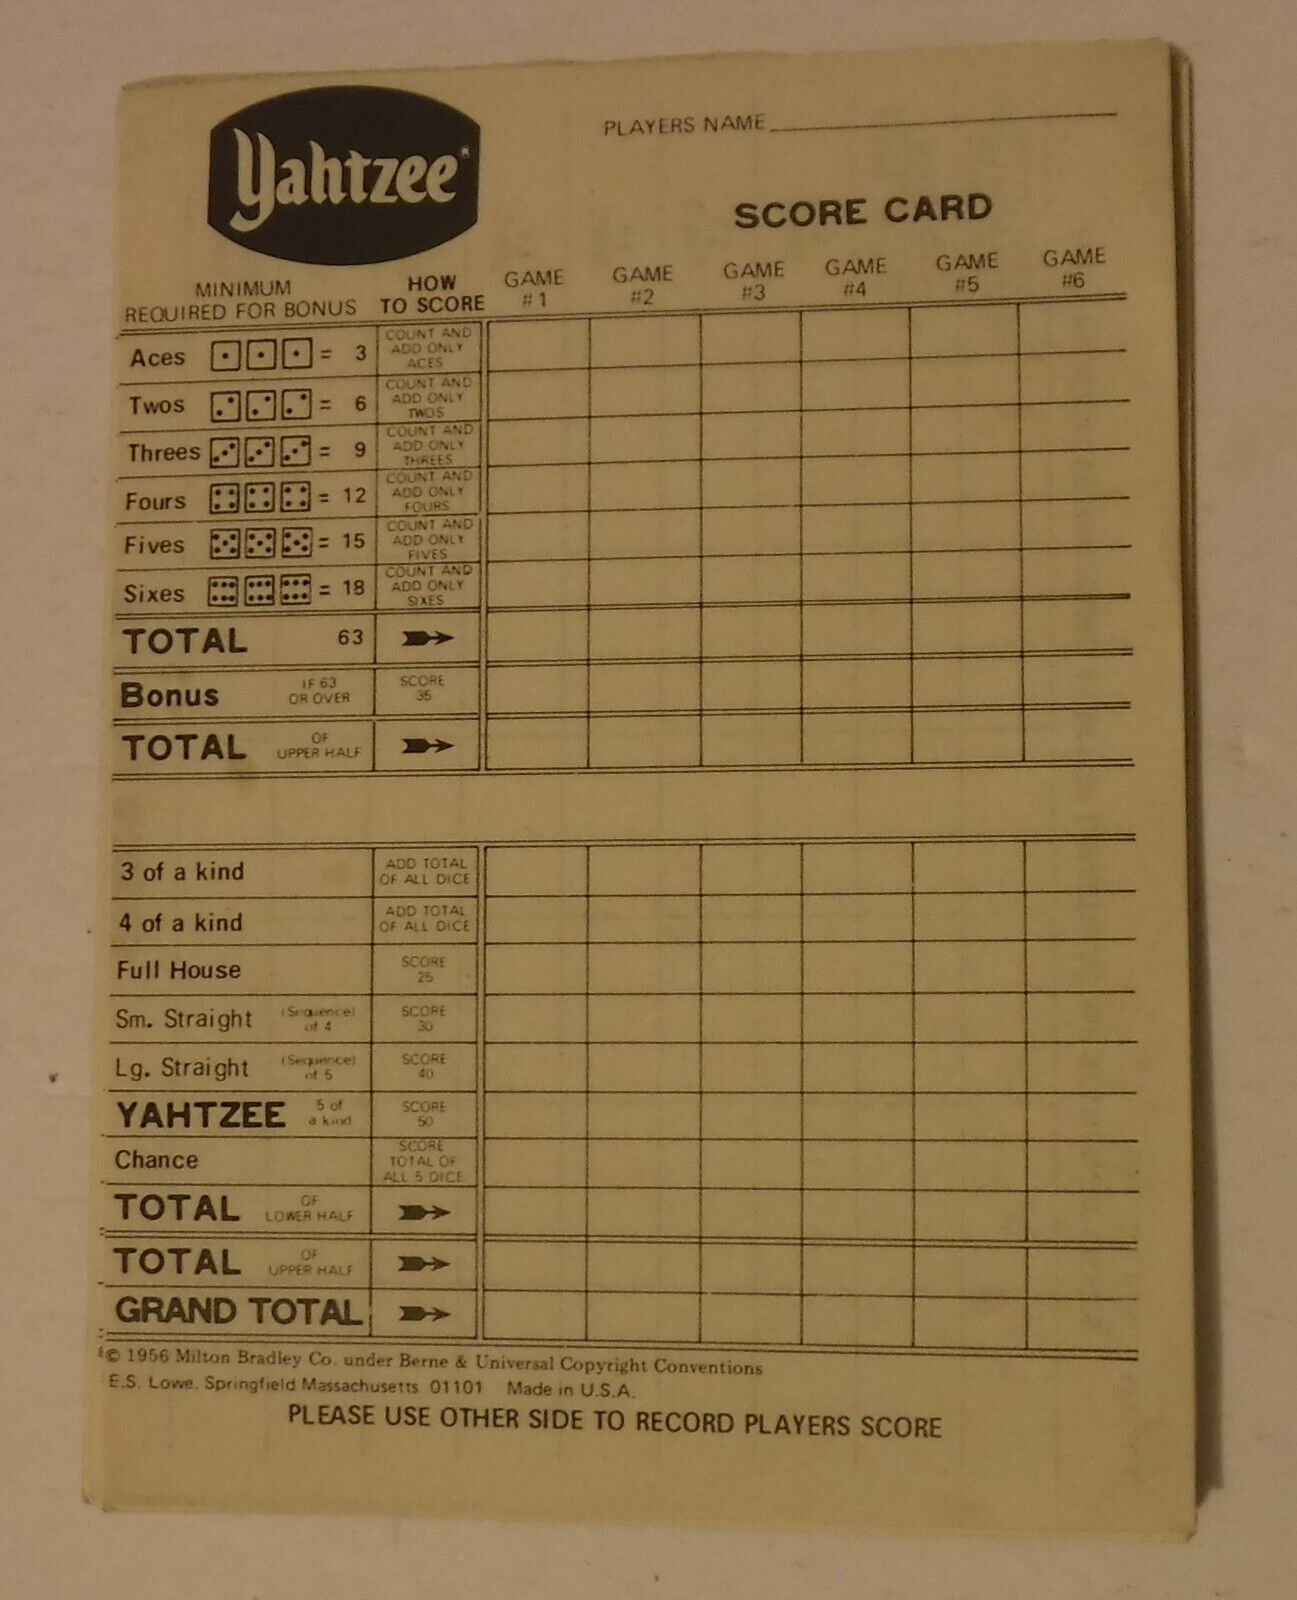 Yahtzee®
PLAYERS NAME
SCORE CARD
MINIMUM REQUIRED FOR BONUS
HOW TO SCORE
GAME #1
GAME #2
GAME #3
GAME #4
GAME #5
GAME #6
Aces = 3 COUNT AND ADD ONLY ACES
Twos = 6 COUNT AND ADD ONLY TWOS
Threes = 9 COUNT AND ADD ONLY THREES
Fours = 12 COUNT AND ADD ONLY FOURS
Fives = 15 COUNT AND ADD ONLY FIVES
Sixes = 18 COUNT AND ADD ONLY SIXES
TOTAL 63
Bonus IF 63 OR OVER SCORE 35
TOTAL OF UPPER HALF
3 of a kind ADD TOTAL OF ALL DICE
4 of a kind ADD TOTAL OF ALL DICE
Full House SCORE 25
Sm. Straight (Sequence) of 4 SCORE 30
Lg. Straight (Sequence) of 5 SCORE 40
YAHTZEE 5 of a kind SCORE 50
Chance SCORE TOTAL OF ALL 5 DICE
TOTAL OF LOWER HALF
TOTAL OF UPPER HALF
GRAND TOTAL
© 1956 Milton Bradley Co. under Berne & Universal Copyright Conventions
E.S. Lowe. Springfield Massachusetts 01101 Made in U.S.A.
PLEASE USE OTHER SIDE TO RECORD PLAYERS SCORE